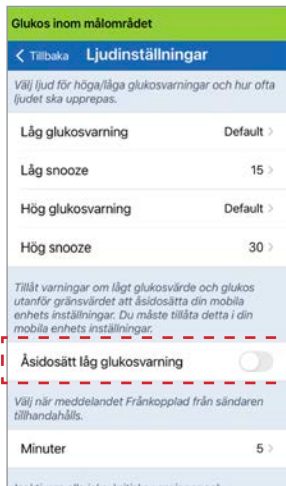 Glukos inom målområdet
Tillbaka Ljudinställningar
Välj ljud för höga/låga glukosvarningar och hur ofta
ljudet ska upprepas.
Låg glukosvarning Default
Låg snooze 15
Hög glukosvarning Default
Hög snooze 30
Tillåt varningar om lågt glukosvärde och glukos
utanför gränsvärdet att åsidosätta din mobila
enhets inställningar. Du måste tillåta detta i din
mobila enhets inställningar.
Åsidosätt låg glukosvarning
Välj när meddelandet Frånkopplad från sändaren
tillhandahålls.
Minuter 5